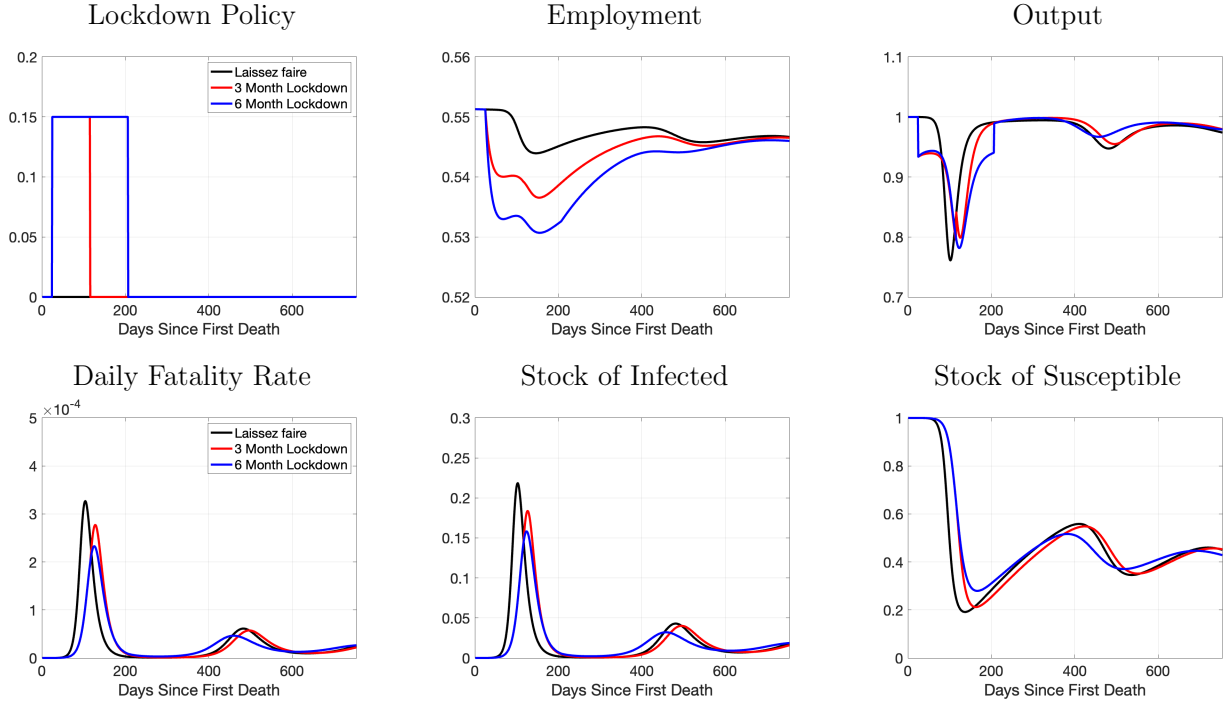 Lockdown Policy
Employment
Output
0.2
0.15
0.1
0.05
0
Laissez faire
3 Month Lockdown
6 Month Lockdown
0 200 400 600
Days Since First Death
0.56
0.55
0.54
0.53
0.52
0 200 400 600
Days Since First Death
1.1
1
0.9
0.8
0.7
0 200 400 600
Days Since First Death
Daily Fatality Rate
Stock of Infected
Stock of Susceptible
×10⁻⁴
5
4
3
2
1
0
Laissez faire
3 Month Lockdown
6 Month Lockdown
0 200 400 600
Days Since First Death
0.3
0.25
0.2
0.15
0.1
0.05
0
0 200 400 600
Days Since First Death
1
0.8
0.6
0.4
0.2
0
0 200 400 600
Days Since First Death